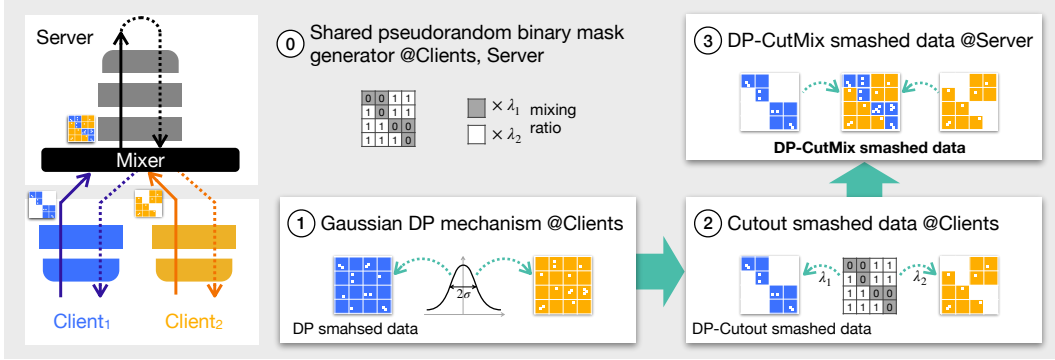 Server
Mixer
Client₁
Client₂
0 Shared pseudorandom binary mask
generator @Clients, Server
0 0 1 1
1 0 1 1
1 1 0 0
1 1 1 0
× λ₁ mixing
× λ₂ ratio
1 Gaussian DP mechanism @Clients
2σ
DP smahsed data
2 Cutout smashed data @Clients
λ₁
0 0 1 1
1 0 1 1
1 1 0 0
1 1 1 0
λ₂
DP-Cutout smashed data
3 DP-CutMix smashed data @Server
DP-CutMix smashed data